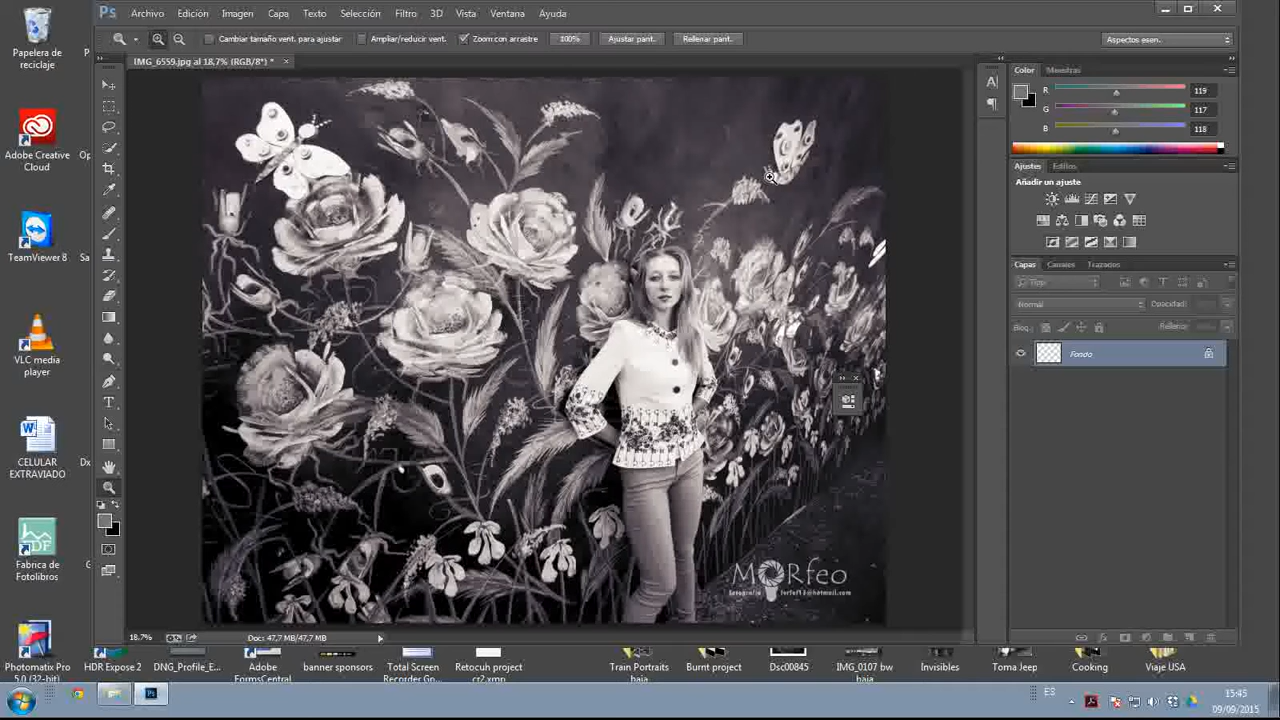 Ps Archivo Edición Imagen Capa Texto Selección Filtro 3D Vista Ventana Ayuda
Cambiar tamaño vent. para ajustar Ampliar/reducir vent. Zoom con arrastre 100% Ajustar pant. Rellenar pant. Aspectos esen.
IMG_6559.jpg al 18,7% (RGB/8*) * ×
Papelera de
reciclaje
Adobe Creative
Cloud
TeamViewer 8
VLC media
player
CELULAR
EXTRAVIADO
Fabrica de
Fotolibros
Photomatix Pro
5.0 (32-bit)
Color Muestras
R 119
G 117
B 118
Ajustes Estilos
Añadir un ajuste
Capas Canales Trazados
Tipo
Normal Opacidad:
Bloq.: Relleno:
Fondo
MORfeo
18,7% Doc: 47,7 MB/47,7 MB
HDR Expose 2
DNG_Profile_E...
Adobe
FormsCentral
banner sponsors
Total Screen
Recorder Gp...
Retocuh project
cr2.xmp
Train Portraits
baja
Burnt project
Dsc00845
IMG_0107 bw
baja
Invisibles
Toma Jeep
Cooking
Viaje USA
ES
15:45
09/09/2015